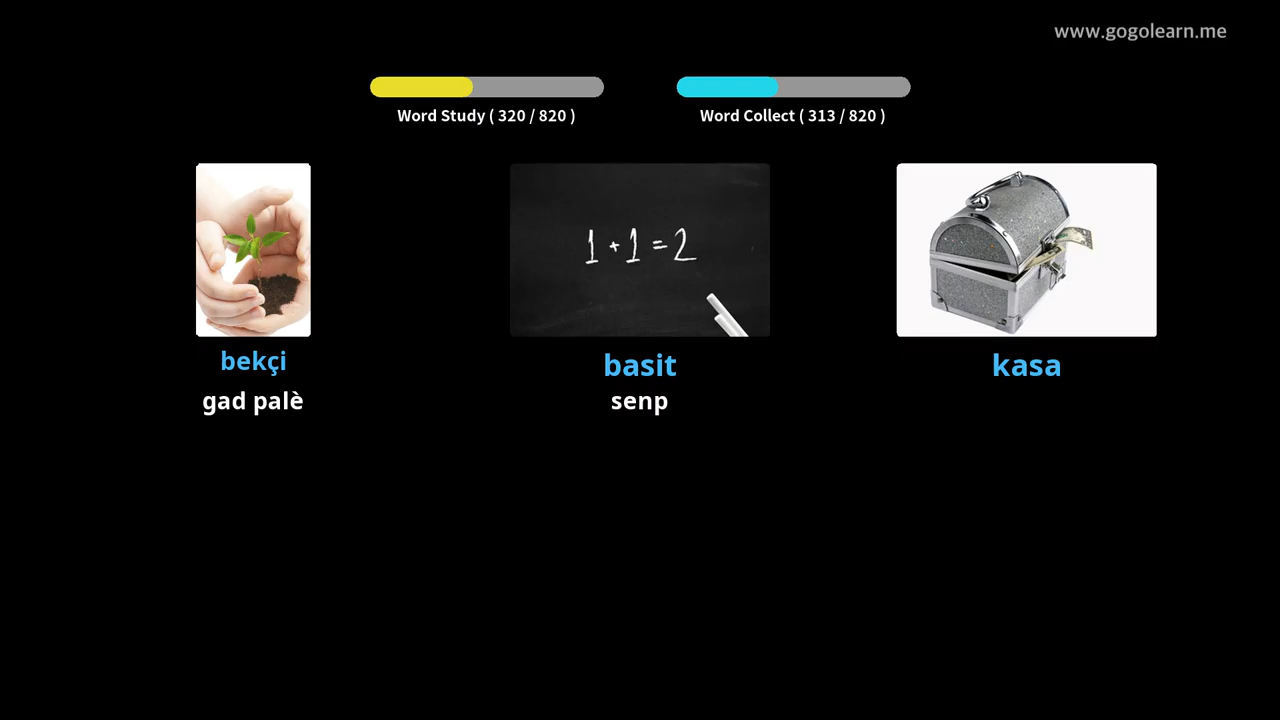 www.gogolearn.me
Word Study ( 320 / 820 )
Word Collect ( 313 / 820 )
1 + 1 = 2
bekçi
gad palè
basit
senp
kasa